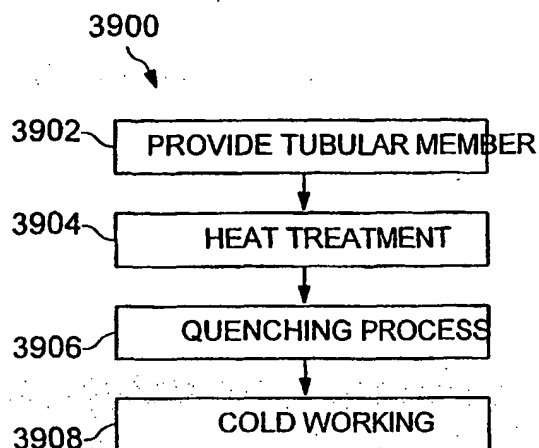 3900
3902 PROVIDE TUBULAR MEMBER
3904 HEAT TREATMENT
3906 QUENCHING PROCESS
3908 COLD WORKING